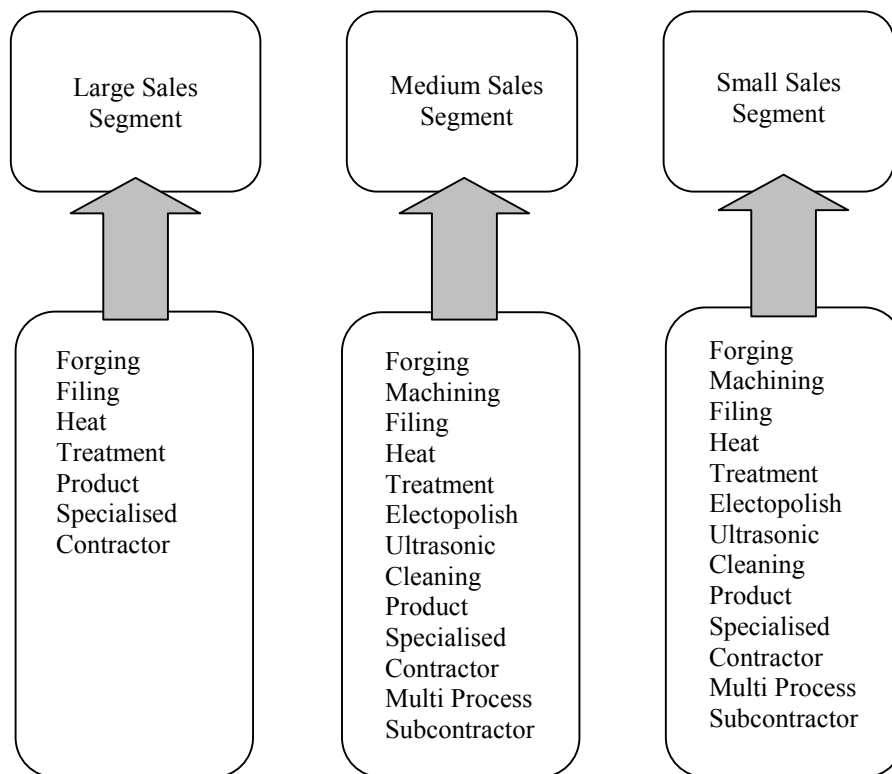 Large Sales
Segment
Medium Sales
Segment
Small Sales
Segment
Forging
Filing
Heat
Treatment
Product
Specialised
Contractor
Forging
Machining
Filing
Heat
Treatment
Electopolish
Ultrasonic
Cleaning
Product
Specialised
Contractor
Multi Process
Subcontractor
Forging
Machining
Filing
Heat
Treatment
Electopolish
Ultrasonic
Cleaning
Product
Specialised
Contractor
Multi Process
Subcontractor